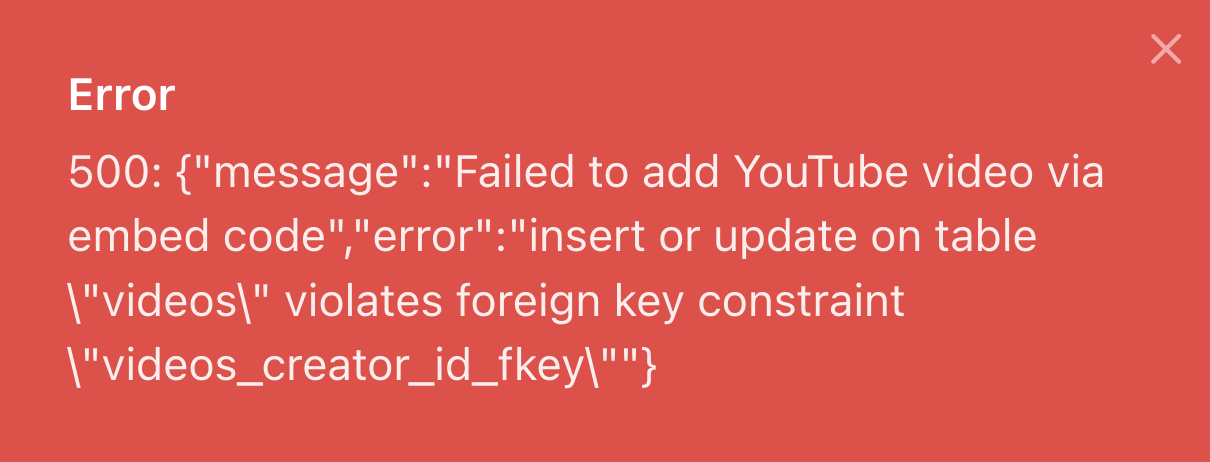 Error
500: {"message":"Failed to add YouTube video via
embed code","error":"insert or update on table
\"videos\" violates foreign key constraint
\"videos_creator_id_fkey\""}